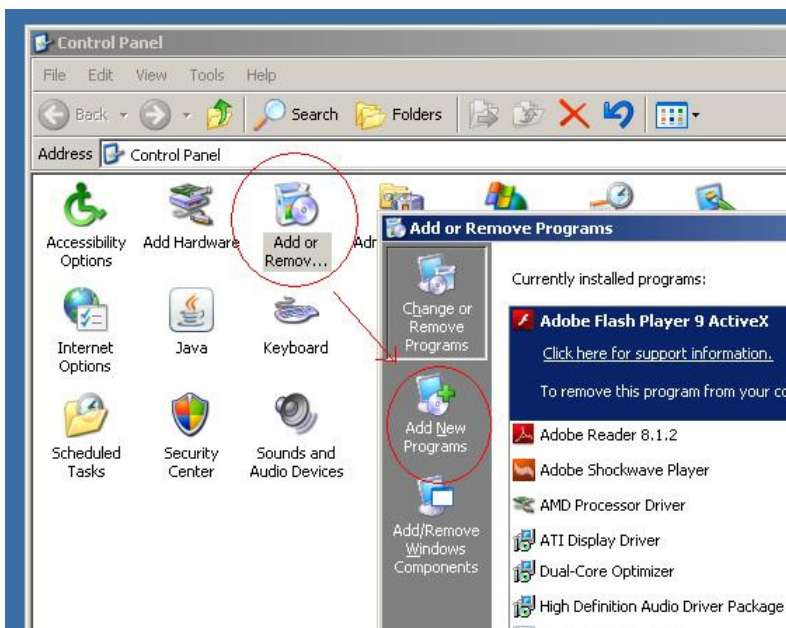 Control Panel
File Edit View Tools Help
Back Search Folders
Address Control Panel
Accessibility
Options
Add Hardware
Add or
Remov...
Adr
Internet
Options
Java
Keyboard
Scheduled
Tasks
Security
Center
Sounds and
Audio Devices
Add or Remove Programs
Change or
Remove
Programs
Add New
Programs
Add/Remove
Windows
Components
Currently installed programs:
Adobe Flash Player 9 ActiveX
Click here for support information.
To remove this program from your co
Adobe Reader 8.1.2
Adobe Shockwave Player
AMD Processor Driver
ATI Display Driver
Dual-Core Optimizer
High Definition Audio Driver Package